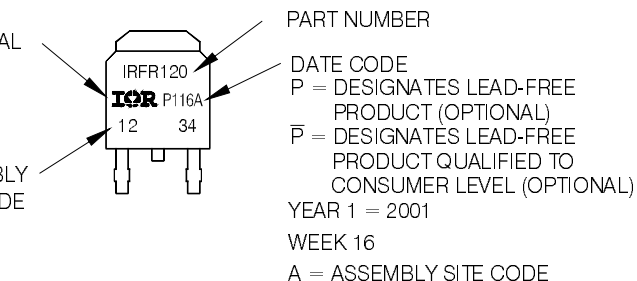 PART NUMBER
AL
IRFR120
DATE CODE
IOR P116A
P = DESIGNATES LEAD-FREE
PRODUCT (OPTIONAL)
12 34
P̅ = DESIGNATES LEAD-FREE
PRODUCT QUALIFIED TO
CONSUMER LEVEL (OPTIONAL)
BLY
DE
YEAR 1 = 2001
WEEK 16
A = ASSEMBLY SITE CODE